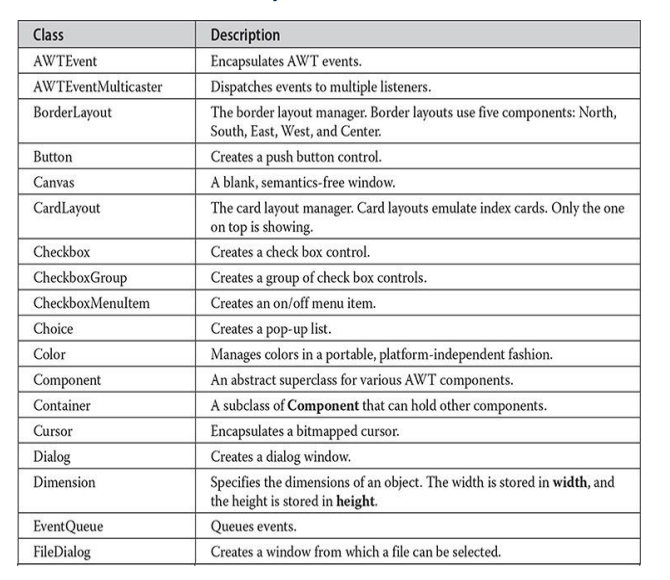 Class Description
AWTEvent Encapsulates AWT events.
AWTEventMulticaster Dispatches events to multiple listeners.
BorderLayout The border layout manager. Border layouts use five components: North,
South, East, West, and Center.
Button Creates a push button control.
Canvas A blank, semantics-free window.
CardLayout The card layout manager. Card layouts emulate index cards. Only the one
on top is showing.
Checkbox Creates a check box control.
CheckboxGroup Creates a group of check box controls.
CheckboxMenuItem Creates an on/off menu item.
Choice Creates a pop-up list.
Color Manages colors in a portable, platform-independent fashion.
Component An abstract superclass for various AWT components.
Container A subclass of Component that can hold other components.
Cursor Encapsulates a bitmapped cursor.
Dialog Creates a dialog window.
Dimension Specifies the dimensions of an object. The width is stored in width, and
the height is stored in height.
EventQueue Queues events.
FileDialog Creates a window from which a file can be selected.